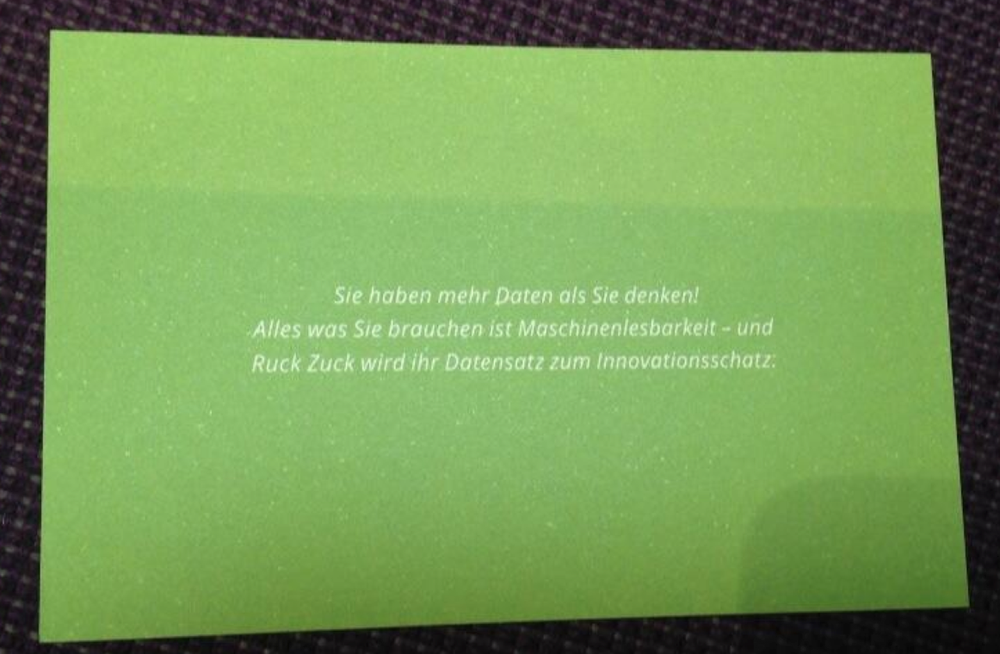 Sie haben mehr Daten als Sie denken!
Alles was Sie brauchen ist Maschinenlesbarkeit – und
Ruck Zuck wird ihr Datensatz zum Innovationsschatz.